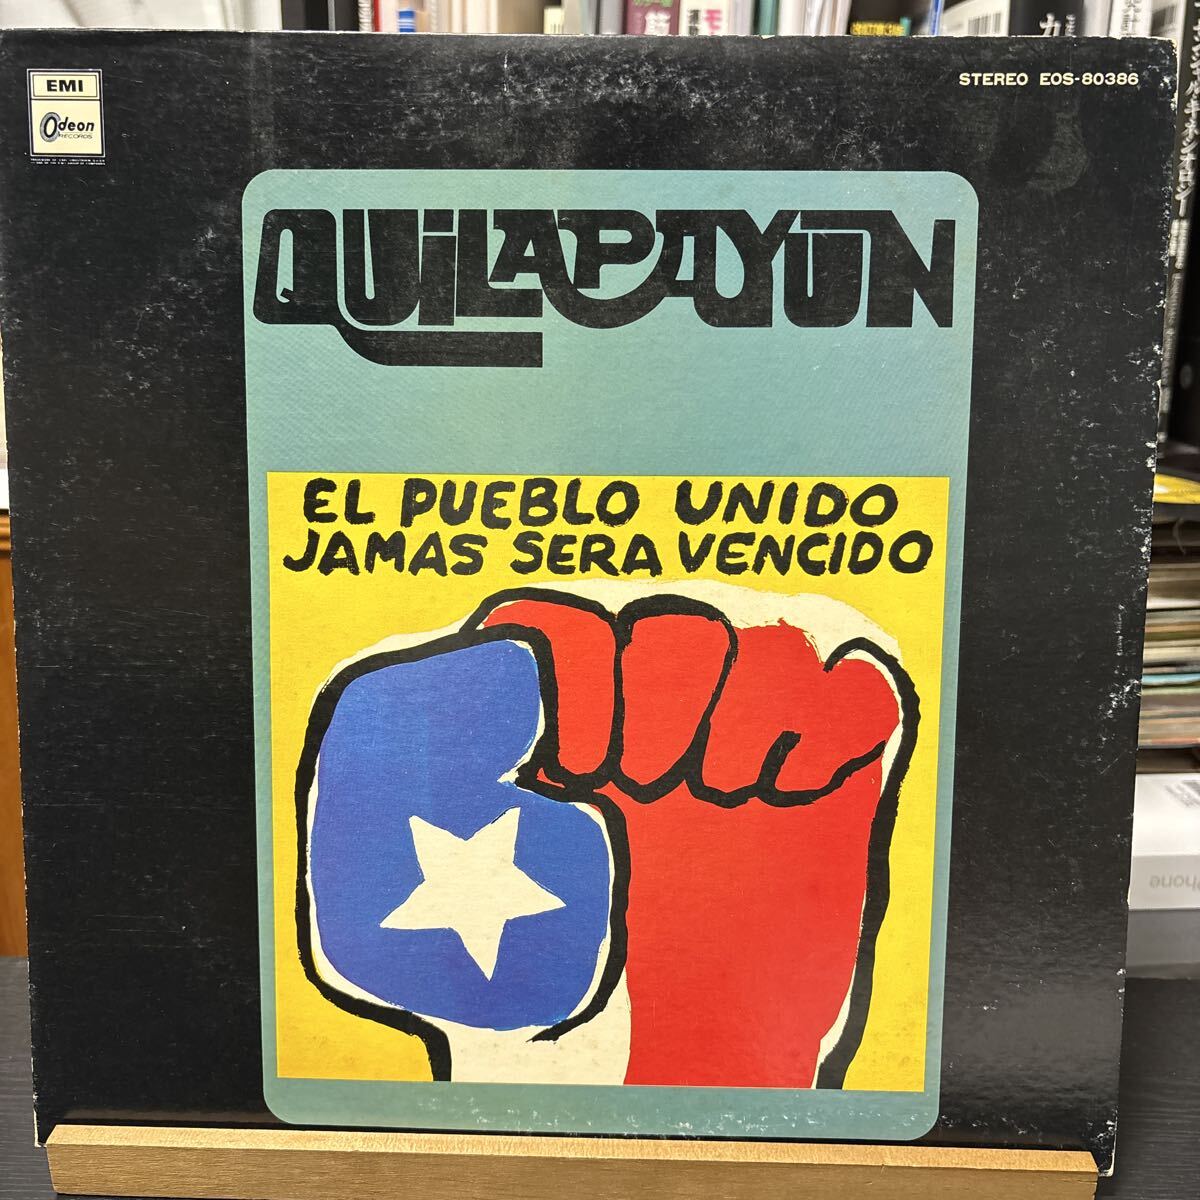 EMI
Odeon
RECORDS
STEREO EOS-80386
QUILAPAYUN
EL PUEBLO UNIDO
JAMAS SERA VENCIDO